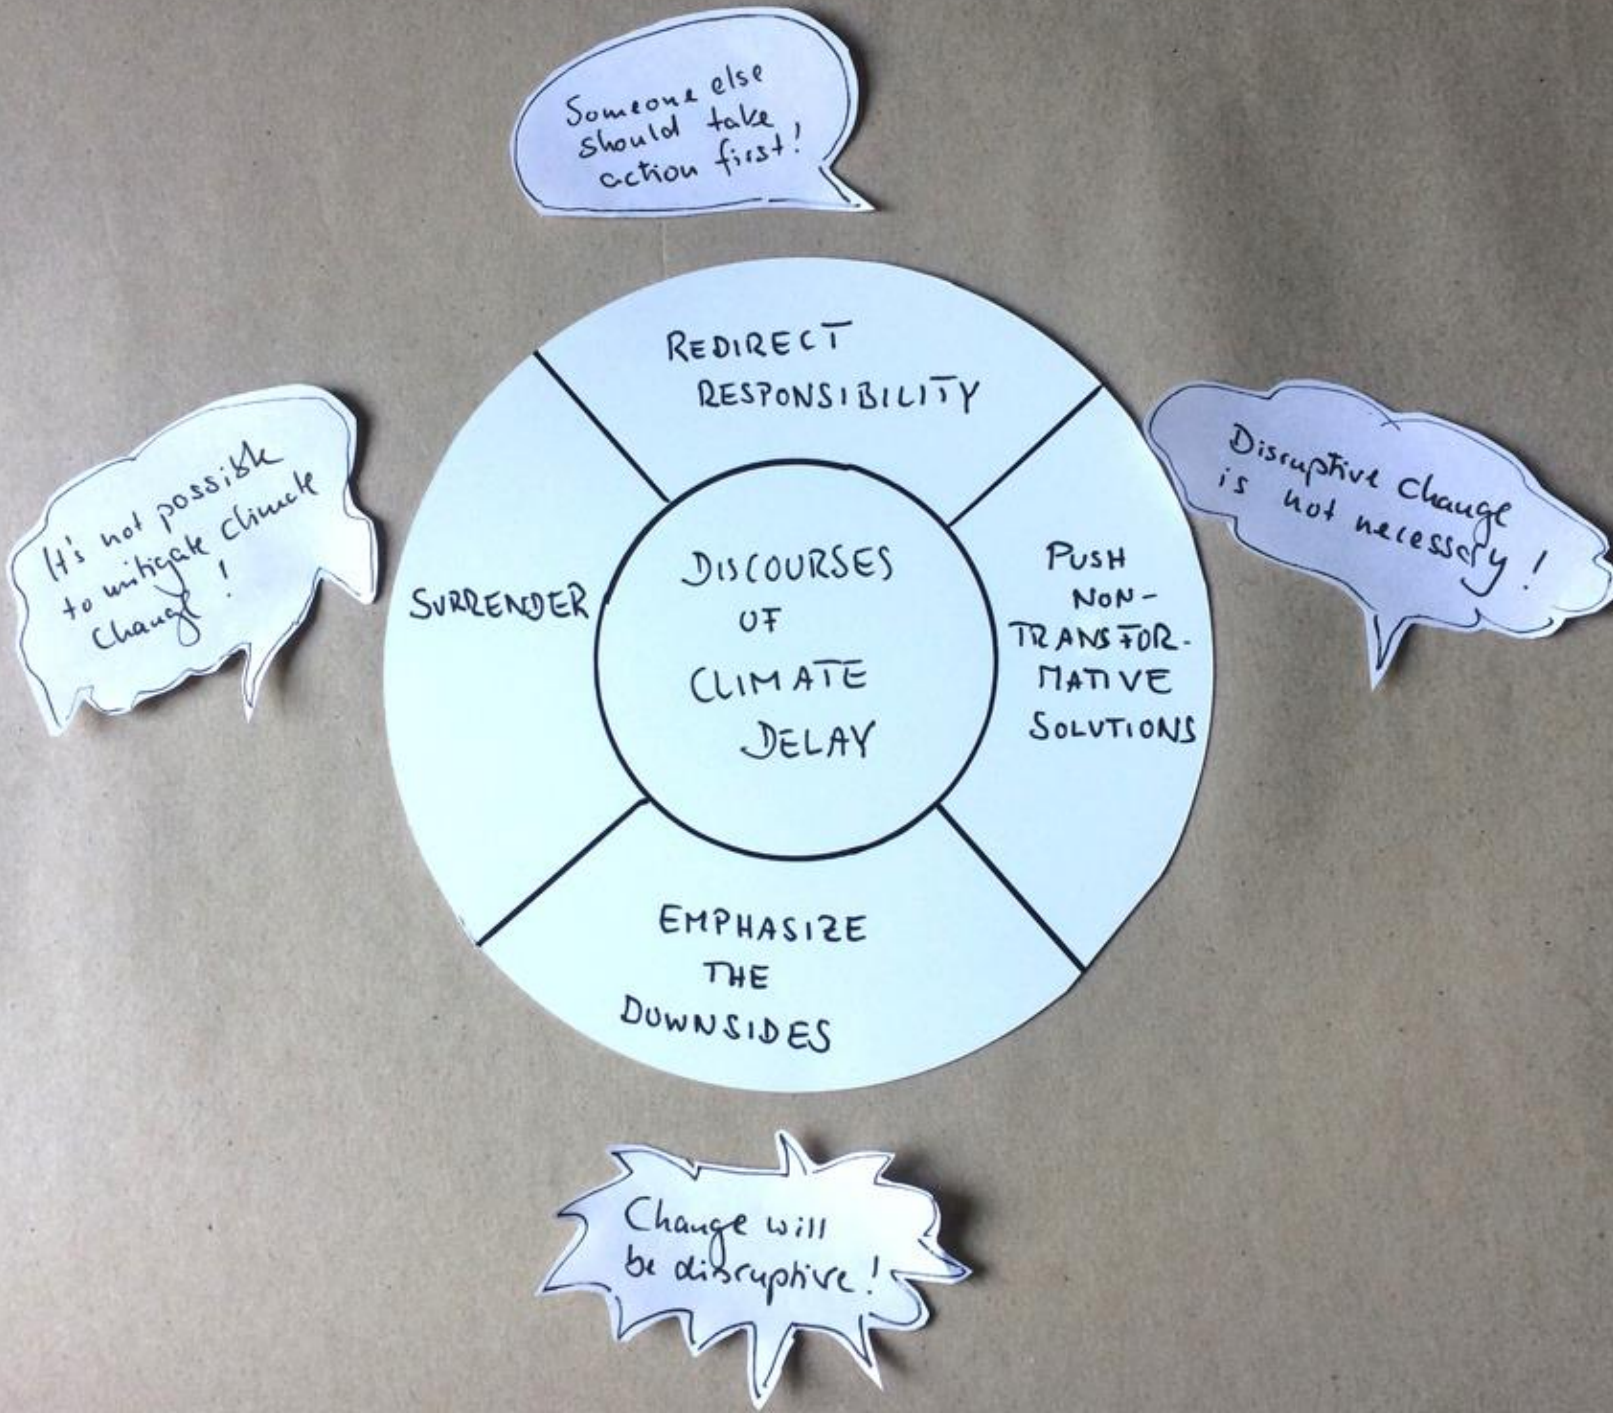 Someone else
should take
action first!
REDIRECT
RESPONSIBILITY
It's not possible
to mitigate climate
change!
Disruptive change
is not necessary!
SURRENDER
DISCOURSES
OF
CLIMATE
DELAY
PUSH
NON-
TRANSFOR-
MATIVE
SOLUTIONS
EMPHASIZE
THE
DOWNSIDES
Change will
be disruptive!